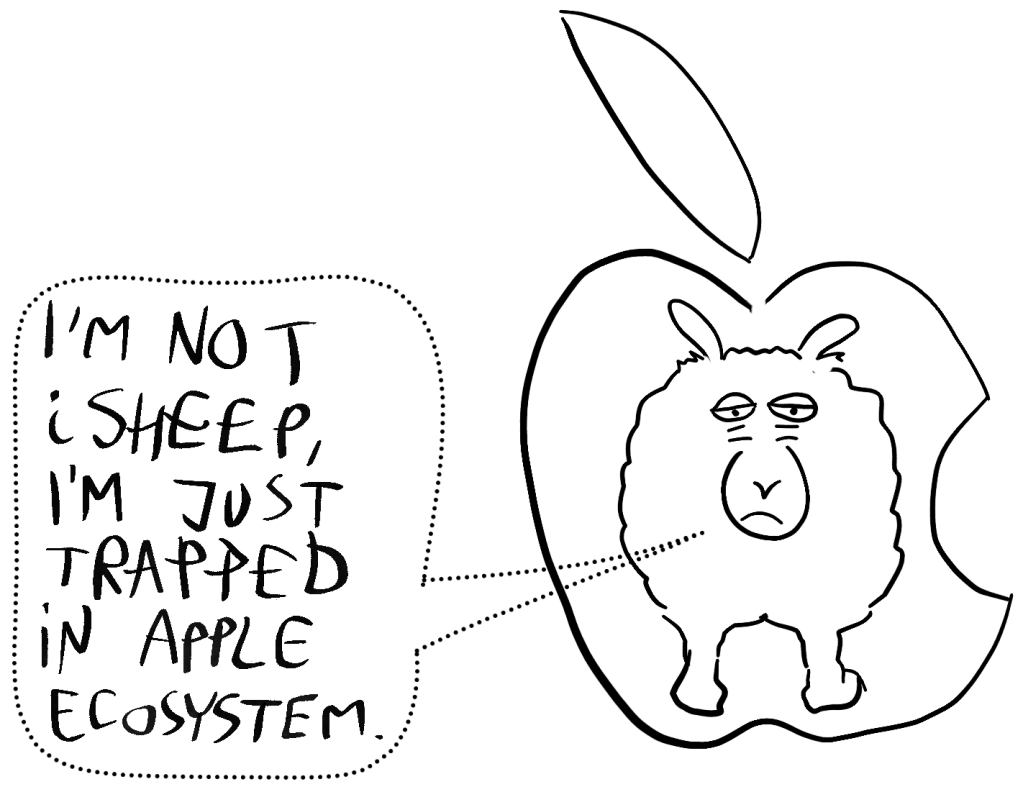 I'M NOT
iSHEEP,
I'M JUST
TRAPPED
iN APPLE
ECOSYSTEM.